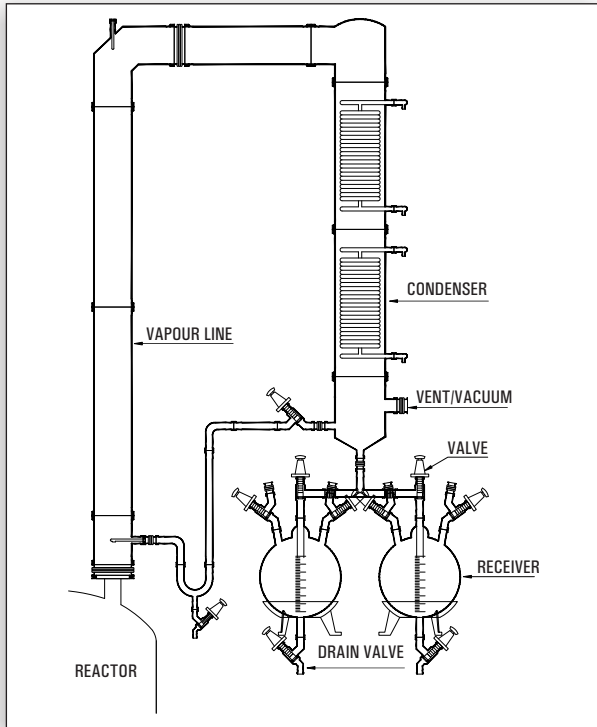 CONDENSER
VAPOUR LINE
VENT/VACUUM
VALVE
RECEIVER
DRAIN VALVE
REACTOR